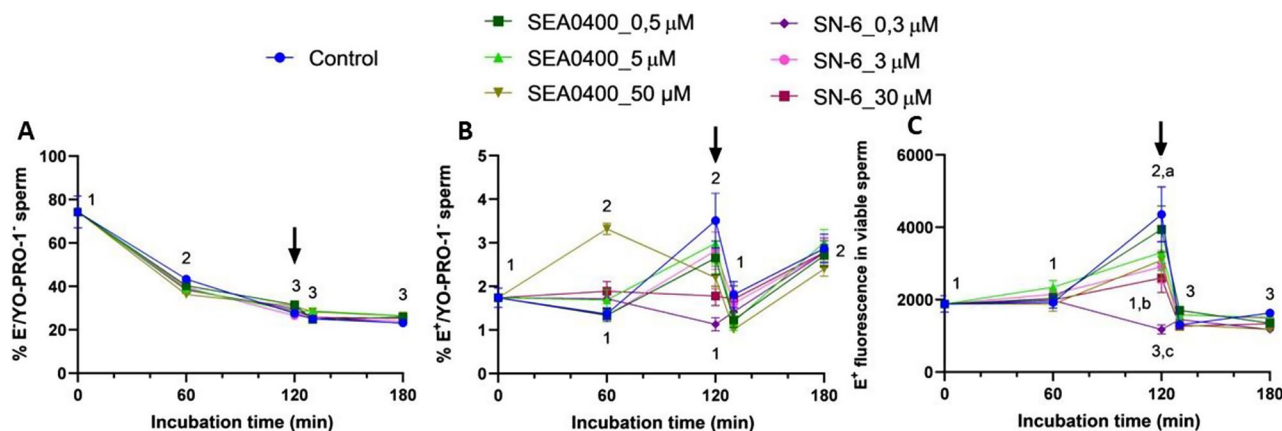 Control
SEA0400_0,5 µM
SEA0400_5 µM
SEA0400_50 µM
SN-6_0,3 µM
SN-6_3 µM
SN-6_30 µM
A
% E⁻/YO-PRO-1⁻ sperm
100
80
60
40
20
0
1
2
3
3
3
0
60
120
180
Incubation time (min)
B
% E⁺/YO-PRO-1⁻ sperm
5
4
3
2
1
0
1
2
1
2
1
1
2
0
60
120
180
Incubation time (min)
C
E⁺ fluorescence in viable sperm
6000
4000
2000
0
1
1
2,a
1,b
3,c
3
3
0
60
120
180
Incubation time (min)